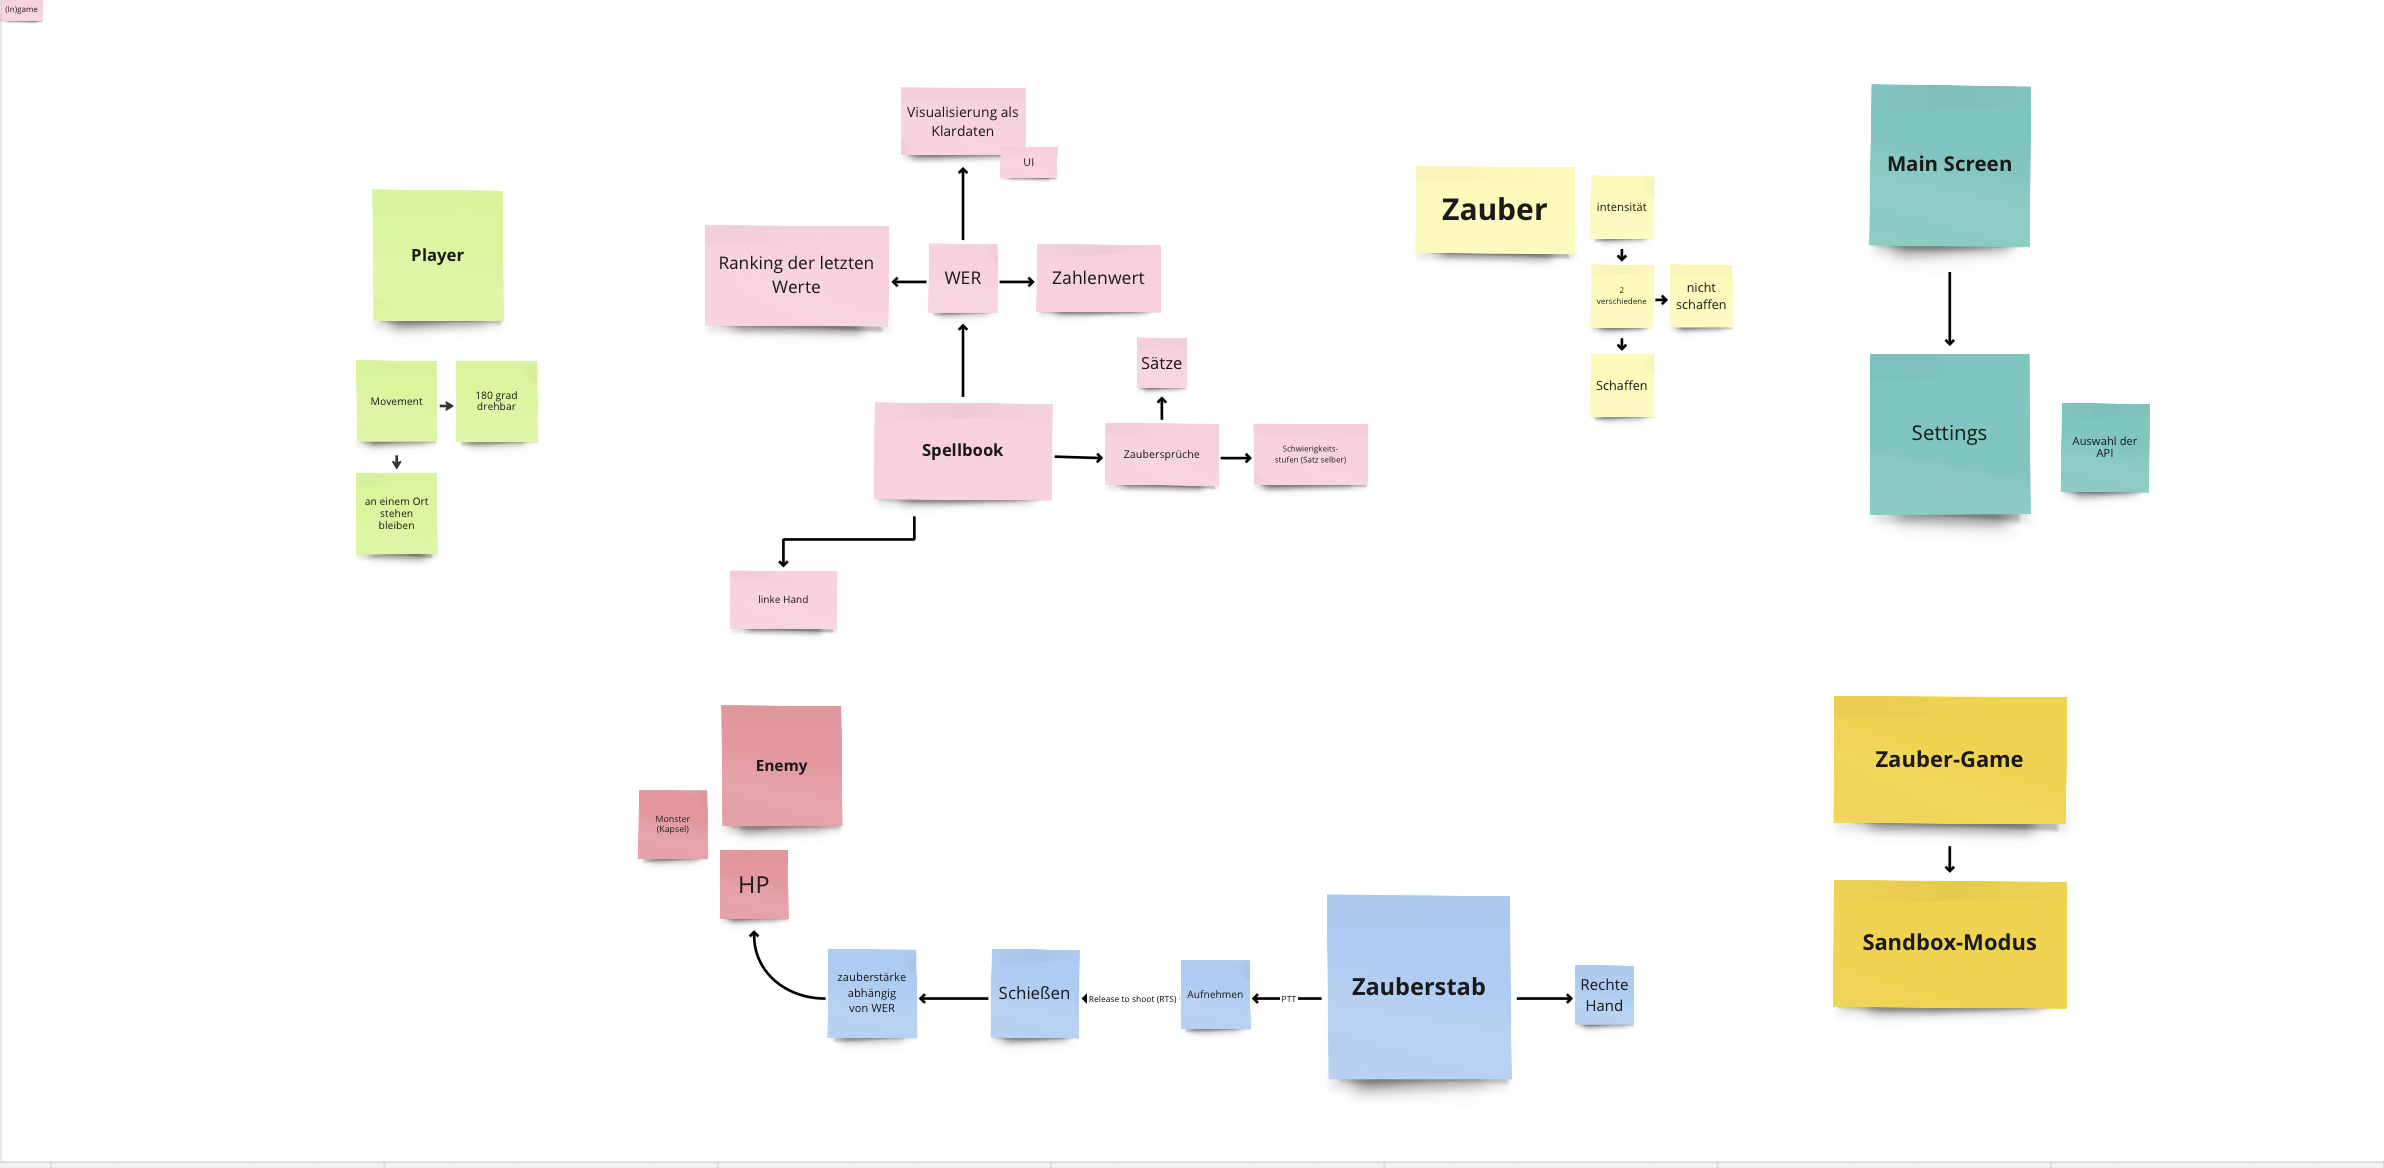 (In)game
Player
Movement
180 grad
drehbar
an einem Ort
stehen
bleiben
Visualisierung als
Klardaten
UI
Ranking der letzten
Werte
WER
Zahlenwert
Sätze
Spellbook
Zaubersprüche
Schwierigkeits-
stufen (Satz selber)
linke Hand
Zauber
intensität
2
verschiedene
nicht
schaffen
Schaffen
Main Screen
Settings
Auswahl der
API
Enemy
Monster
(Kapsel)
HP
zauberstärke
abhängig
von WER
Schießen
Release to shoot (RTS)
Aufnehmen
PTT
Zauberstab
Rechte
Hand
Zauber-Game
Sandbox-Modus